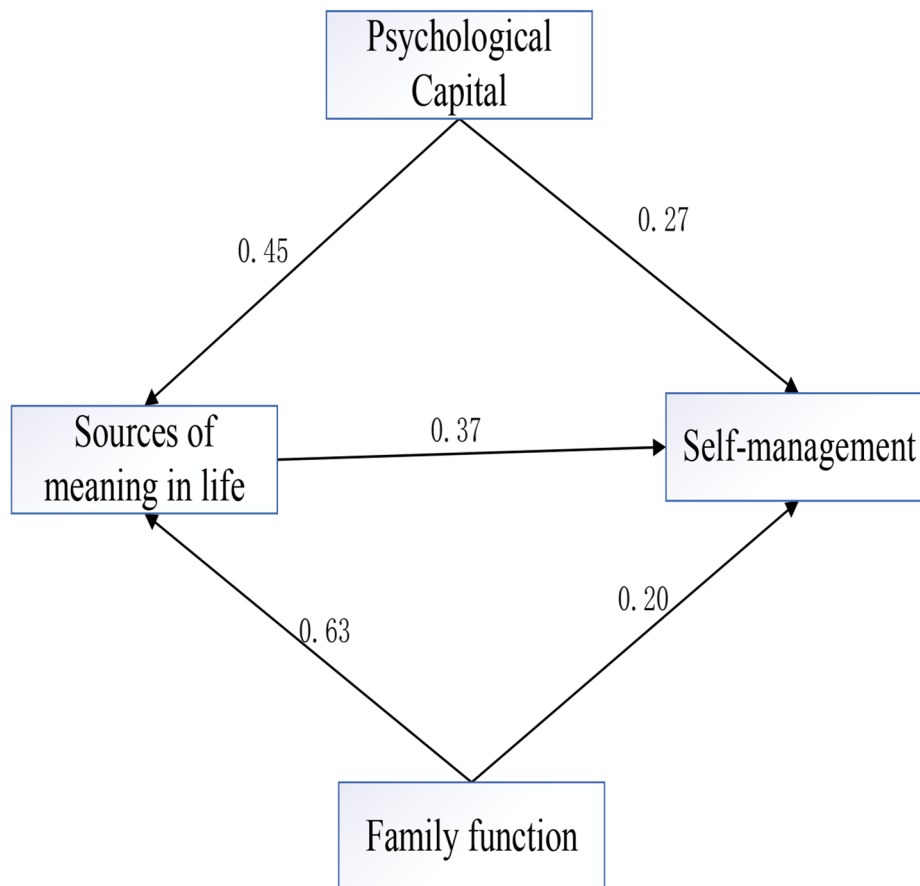 Psychological
Capital
0.45
0.27
Sources of
meaning in life
0.37
Self-management
0.63
0.20
Family function